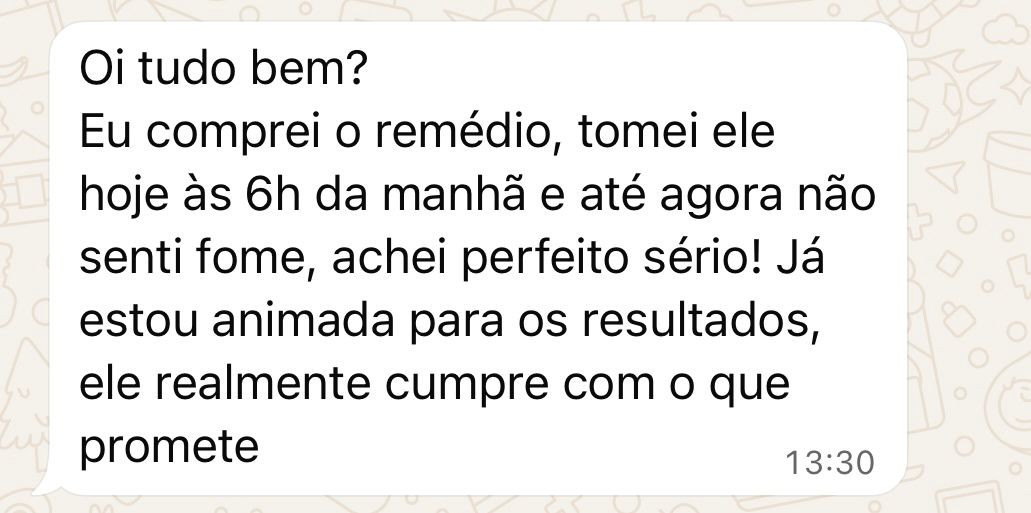 Oi tudo bem?
Eu comprei o remédio, tomei ele
hoje às 6h da manhã e até agora não
senti fome, achei perfeito sério! Já
estou animada para os resultados,
ele realmente cumpre com o que
promete
13:30